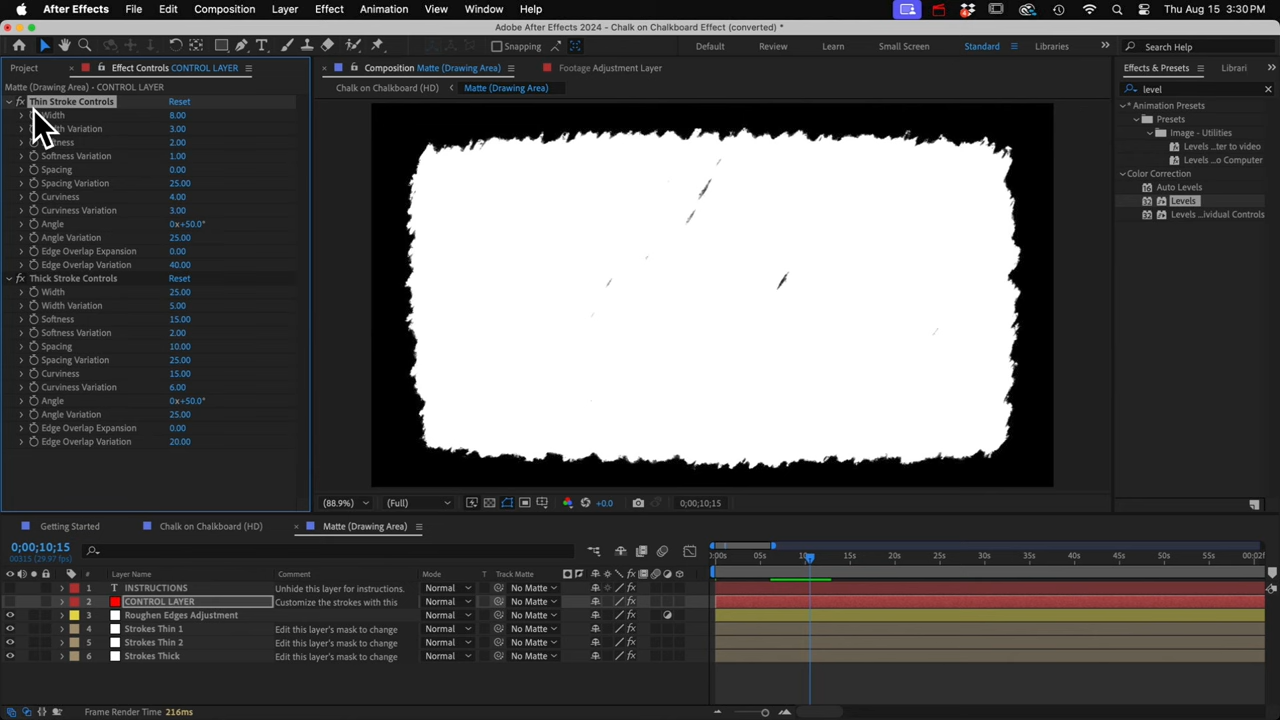 After Effects File Edit Composition Layer Effect Animation View Window Help Thu Aug 15 3:30 PM
Adobe After Effects 2024 - Chalk on Chalkboard Effect (converted) *
Snapping Default Review Learn Small Screen Standard Libraries Search Help
Project Effect Controls CONTROL LAYER Composition Matte (Drawing Area) Footage Adjustment Layer Effects & Presets Librari
Matte (Drawing Area) • CONTROL LAYER Chalk on Chalkboard (HD) Matte (Drawing Area) level
fx Thin Stroke Controls Reset
Width 8.00
Variation 3.00
2.00
Softness Variation 1.00
Spacing 0.00
Spacing Variation 25.00
Curviness 4.00
Curviness Variation 3.00
Angle 0x+50.0°
Angle Variation 25.00
Edge Overlap Expansion 0.00
Edge Overlap Variation 40.00
fx Thick Stroke Controls Reset
Width 25.00
Width Variation 5.00
Softness 15.00
Softness Variation 2.00
Spacing 10.00
Spacing Variation 25.00
Curviness 15.00
Curviness Variation 6.00
Angle 0x+50.0°
Angle Variation 25.00
Edge Overlap Expansion 0.00
Edge Overlap Variation 20.00
* Animation Presets
Presets
Image - Utilities
Levels ...ter to video
Levels ...o Computer
Color Correction
Auto Levels
Levels
Levels ...ividual Controls
(88.9%) (Full) +0.0 0;00;10;15
Getting Started Chalk on Chalkboard (HD) Matte (Drawing Area)
0;00;10;15
00315 (29.97 fps)
:00s 05s 10s 15s 20s 25s 30s 35s 40s 45s 50s 55s
# Layer Name Comment Mode T Track Matte
1 T INSTRUCTIONS Unhide this layer for instructions. Normal No Matte
2 CONTROL LAYER Customize the strokes with this Normal No Matte
3 Roughen Edges Adjustment Normal No Matte
4 Strokes Thin 1 Edit this layer's mask to change Normal No Matte
5 Strokes Thin 2 Edit this layer's mask to change Normal No Matte
6 Strokes Thick Edit this layer's mask to change Normal No Matte
Frame Render Time 216ms